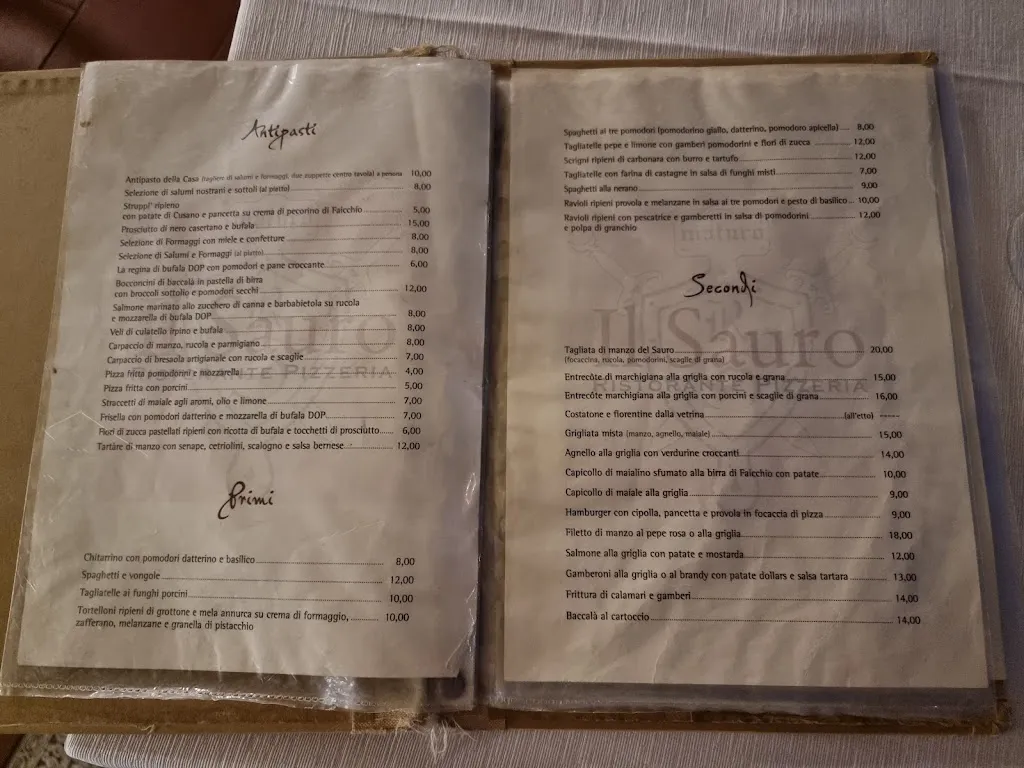 Antipasti
Antipasto della Casa (tagliere di salumi e formaggi, due zuppette centro tavola) a persona 10,00
Selezione di salumi nostrani e sottoli (al piatto) 8,00
Struppl' ripieno
con patate di Cusano e pancetta su crema di pecorino di Faicchio 5,00
Prosciutto di nero casertano e bufala 15,00
Selezione di Formaggi con miele e confetture 8,00
Selezione di Salumi e Formaggi (al piatto) 8,00
La regina di bufala DOP con pomodori e pane croccante 6,00
Bocconcini di baccalà in pastella di birra
con broccoli sottolio e pomodori secchi 12,00
Salmone marinato allo zucchero di canna e barbabietola su rucola
e mozzarella di bufala DOP 8,00
Veli di culatello irpino e bufala 8,00
Carpaccio di manzo, rucola e parmigiano 8,00
Carpaccio di bresaola artigianale con rucola e scaglie 7,00
Pizza fritta pomodorini e mozzarella 4,00
Pizza fritta con porcini 5,00
Straccetti di maiale agli aromi, olio e limone 7,00
Frisella con pomodori datterino e mozzarella di bufala DOP 7,00
Fiori di zucca pastellati ripieni con ricotta di bufala e tocchetti di prosciutto 6,00
Tartàre di manzo con senape, cetriolini, scalogno e salsa bernese 12,00
Primi
Chitarrino con pomodori datterino e basilico 8,00
Spaghetti e vongole 12,00
Tagliatelle ai funghi porcini 10,00
Tortelloni ripieni di grottone e mela annurca su crema di formaggio, 10,00
zafferano, melanzane e granella di pistacchio
Spaghetti ai tre pomodori (pomodorino giallo, datterino, pomodoro apicella) 8,00
Tagliatelle pepe e limone con gamberi pomodorini e fiori di zucca 12,00
Scrigni ripieni di carbonara con burro e tartufo 12,00
Tagliatelle con farina di castagne in salsa di funghi misti 7,00
Spaghetti alla nerano 9,00
Ravioli ripieni provola e melanzane in salsa ai tre pomodori e pesto di basilico 10,00
Ravioli ripieni con pescatrice e gamberetti in salsa di pomodorini 12,00
e polpa di granchio
Secondi
Il Sauro
RISTORANTE PIZZERIA
Tagliata di manzo del Sauro 20,00
(focaccina, rucola, pomodorini, scaglie di grana)
Entrecôte di marchigiana alla griglia con rucola e grana 15,00
Entrecôte marchigiana alla griglia con porcini e scaglie di grana 16,00
Costatone e fiorentine dalla vetrina (all'etto) -----
Grigliata mista (manzo, agnello, maiale) 15,00
Agnello alla griglia con verdurine croccanti 14,00
Capicollo di maialino sfumato alla birra di Faicchio con patate 10,00
Capicollo di maiale alla griglia 9,00
Hamburger con cipolla, pancetta e provola in focaccia di pizza 9,00
Filetto di manzo al pepe rosa o alla griglia 18,00
Salmone alla griglia con patate e mostarda 12,00
Gamberoni alla griglia o al brandy con patate dollars e salsa tartara 13,00
Frittura di calamari e gamberi 14,00
Baccalà al cartoccio 14,00